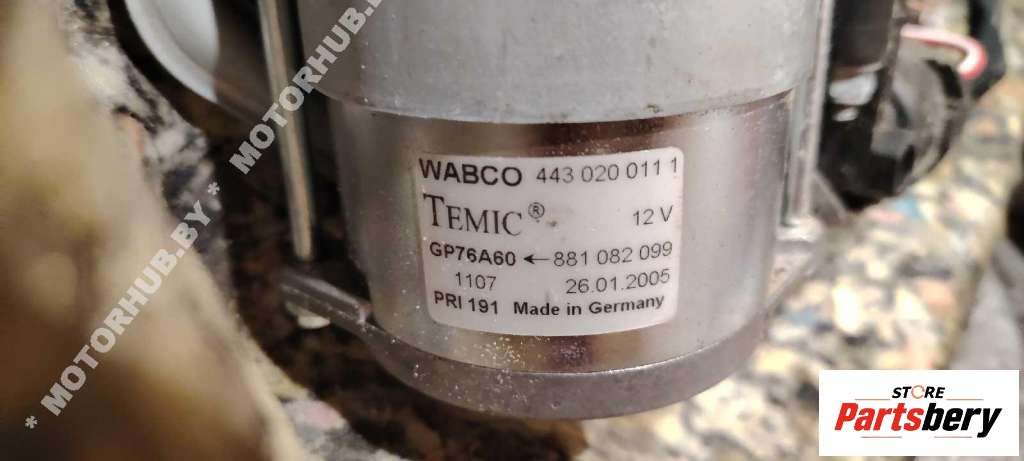 WABCO 443 020 011 1
TEMIC® 12 V
GP76A60 ←881 082 099
1107 26.01.2005
PRI 191 Made in Germany
* MOTORHUB.BY * MOTORHUB.BY
STORE
Partsbery